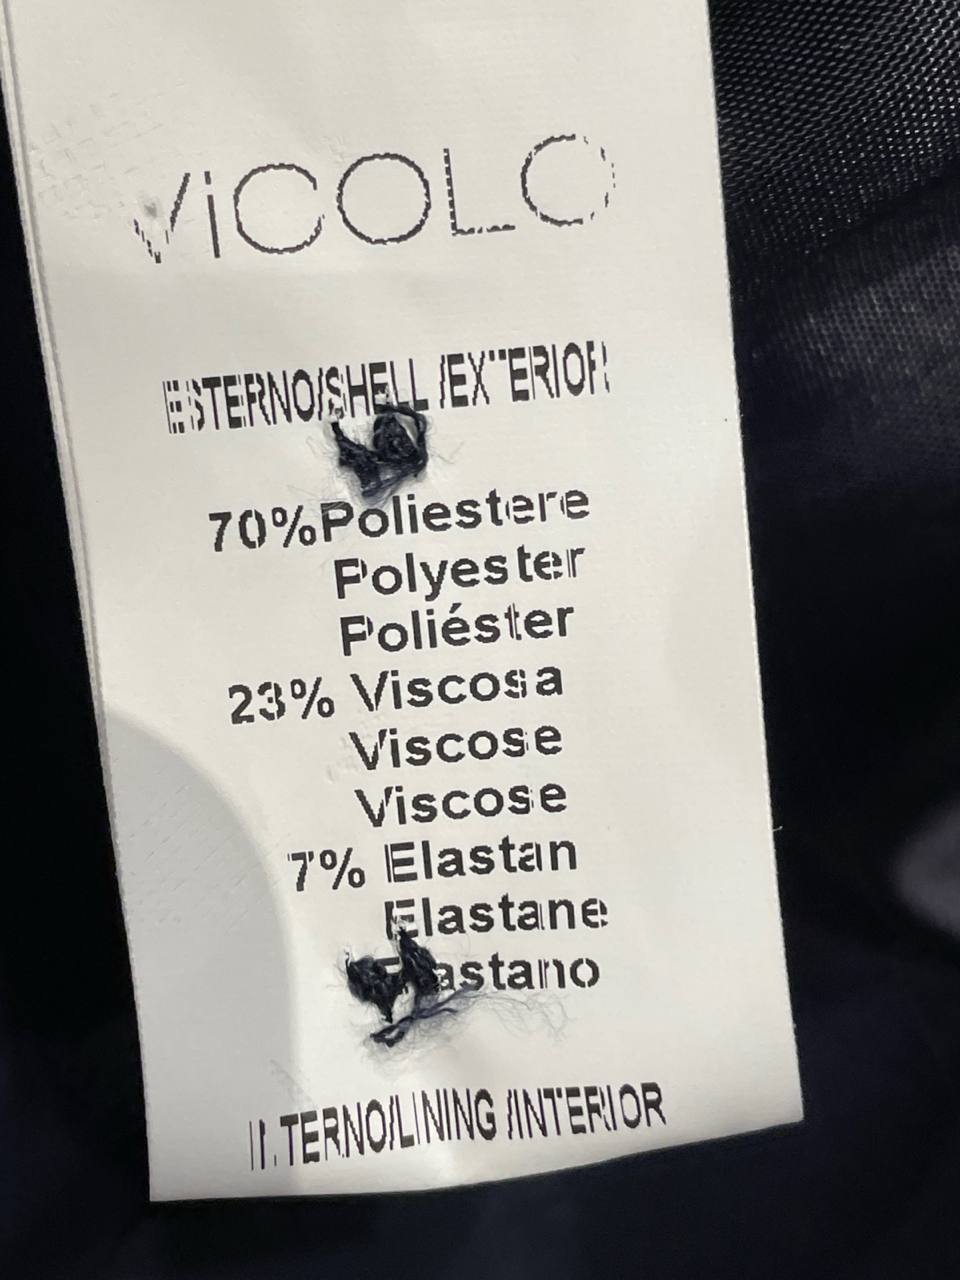 ViCOLO
ESTERNO/SHELL /EXTERIOR
70%Poliestere
Polyester
Poliéster
23% Viscosa
Viscose
Viscose
7% Elastan
Elastane
Elastano
INTERNO/LINING /INTERIOR